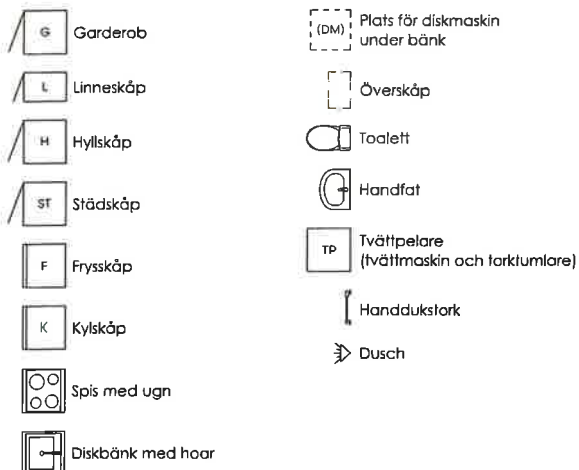 G Garderob
L Linneskåp
H Hyllskåp
ST Städskåp
F Frysskåp
K Kylskåp
Spis med ugn
Diskbänk med hoar
(DM) Plats för diskmaskin
under bänk
Överskåp
Toalett
Handfat
TP Tvättpelare
(tvättmaskin och torktumlare)
Handdukstork
Dusch